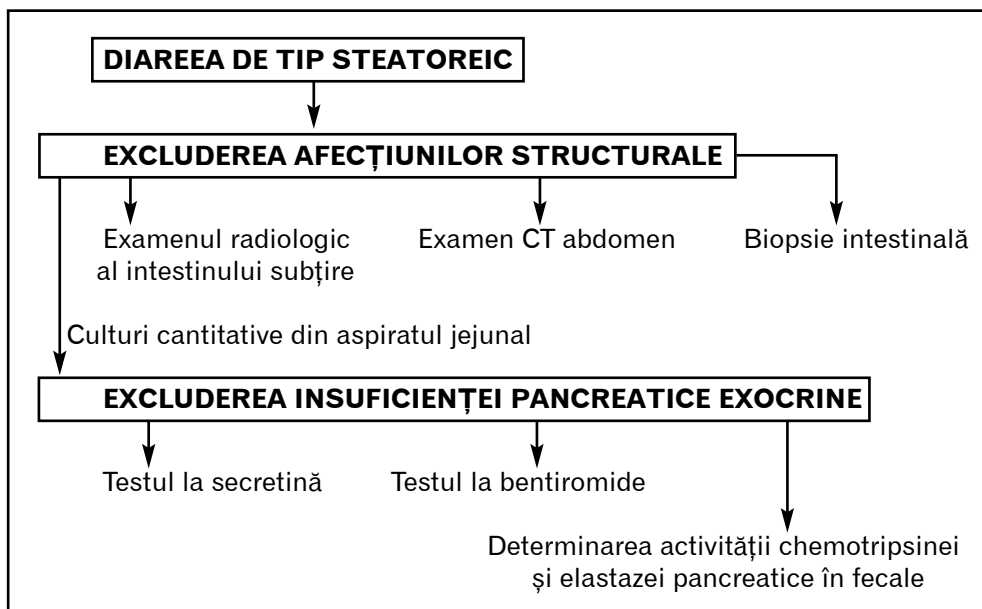 DIAREEA DE TIP STEATOREIC
EXCLUDEREA AFECȚIUNILOR STRUCTURALE
Examenul radiologic
al intestinului subțire
Examen CT abdomen
Biopsie intestinală
Culturi cantitative din aspiratul jejunal
EXCLUDEREA INSUFICIENȚEI PANCREATICE EXOCRINE
Testul la secretină
Testul la bentiromide
Determinarea activității chemotripsinei
și elastazei pancreatice în fecale